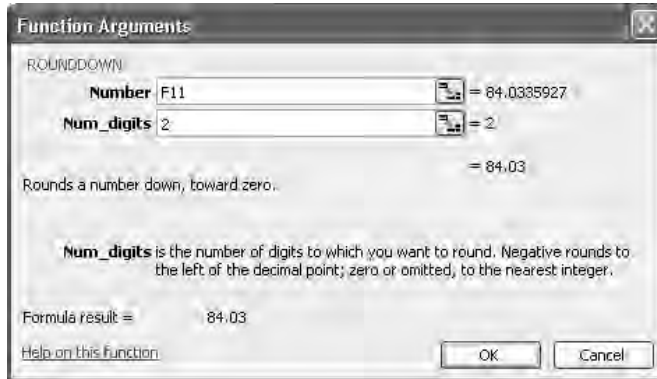 Function Arguments
ROUNDDOWN
Number F11 = 84.0335927
Num_digits 2 = 2
= 84.03
Rounds a number down, toward zero.
Num_digits is the number of digits to which you want to round. Negative rounds to
the left of the decimal point; zero or omitted, to the nearest integer.
Formula result = 84.03
Help on this function OK Cancel